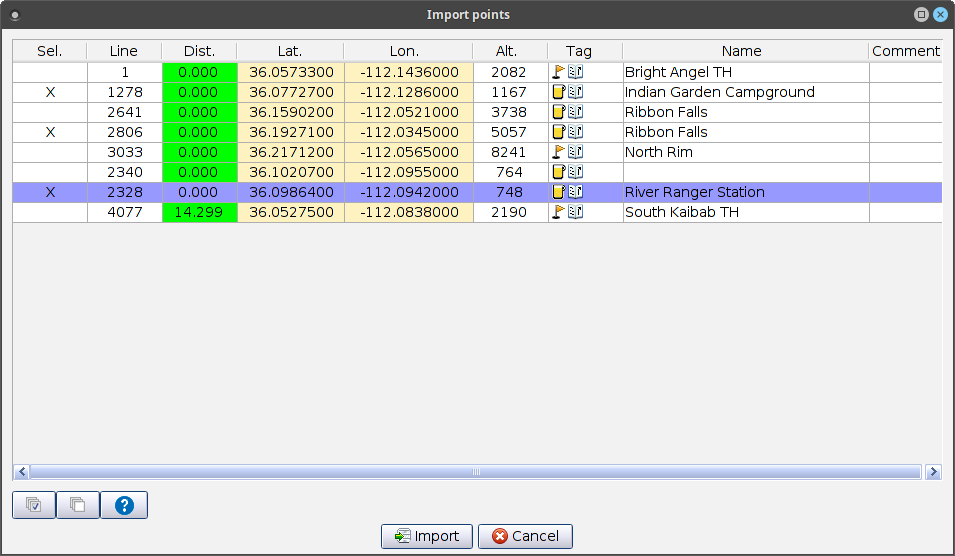 Import points
Sel. Line Dist. Lat. Lon. Alt. Tag Name Comment
1 0.000 36.0573300 -112.1436000 2082 Bright Angel TH
X 1278 0.000 36.0772700 -112.1286000 1167 Indian Garden Campground
2641 0.000 36.1590200 -112.0521000 3738 Ribbon Falls
X 2806 0.000 36.1927100 -112.0345000 5057 Ribbon Falls
3033 0.000 36.2171200 -112.0565000 8241 North Rim
2340 0.000 36.1020700 -112.0955000 764
X 2328 0.000 36.0986400 -112.0942000 748 River Ranger Station
4077 14.299 36.0527500 -112.0838000 2190 South Kaibab TH
?
Import Cancel